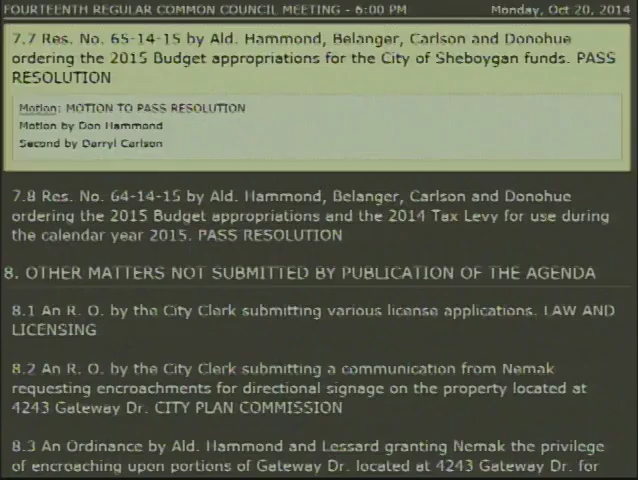 FOURTEENTH REGULAR COMMON COUNCIL MEETING - 6:00 PM Monday, Oct 20, 2014
7.7 Res. No. 65-14-15 by Ald. Hammond, Belanger, Carlson and Donohue
ordering the 2015 Budget appropriations for the City of Sheboygan funds. PASS
RESOLUTION
Motion: MOTION TO PASS RESOLUTION
Motion by Don Hammond
Second by Darryl Carlson
7.8 Res. No. 64-14-15 by Ald. Hammond, Belanger, Carlson and Donohue
ordering the 2015 Budget appropriations and the 2014 Tax Levy for use during
the calendar year 2015. PASS RESOLUTION
8. OTHER MATTERS NOT SUBMITTED BY PUBLICATION OF THE AGENDA
8.1 An R. O. by the City Clerk submitting various license applications. LAW AND
LICENSING
8.2 An R. O. by the City Clerk submitting a communication from Nemak
requesting encroachments for directional signage on the property located at
4243 Gateway Dr. CITY PLAN COMMISSION
8.3 An Ordinance by Ald. Hammond and Lessard granting Nemak the privilege
of encroaching upon portions of Gateway Dr. located at 4243 Gateway Dr. for